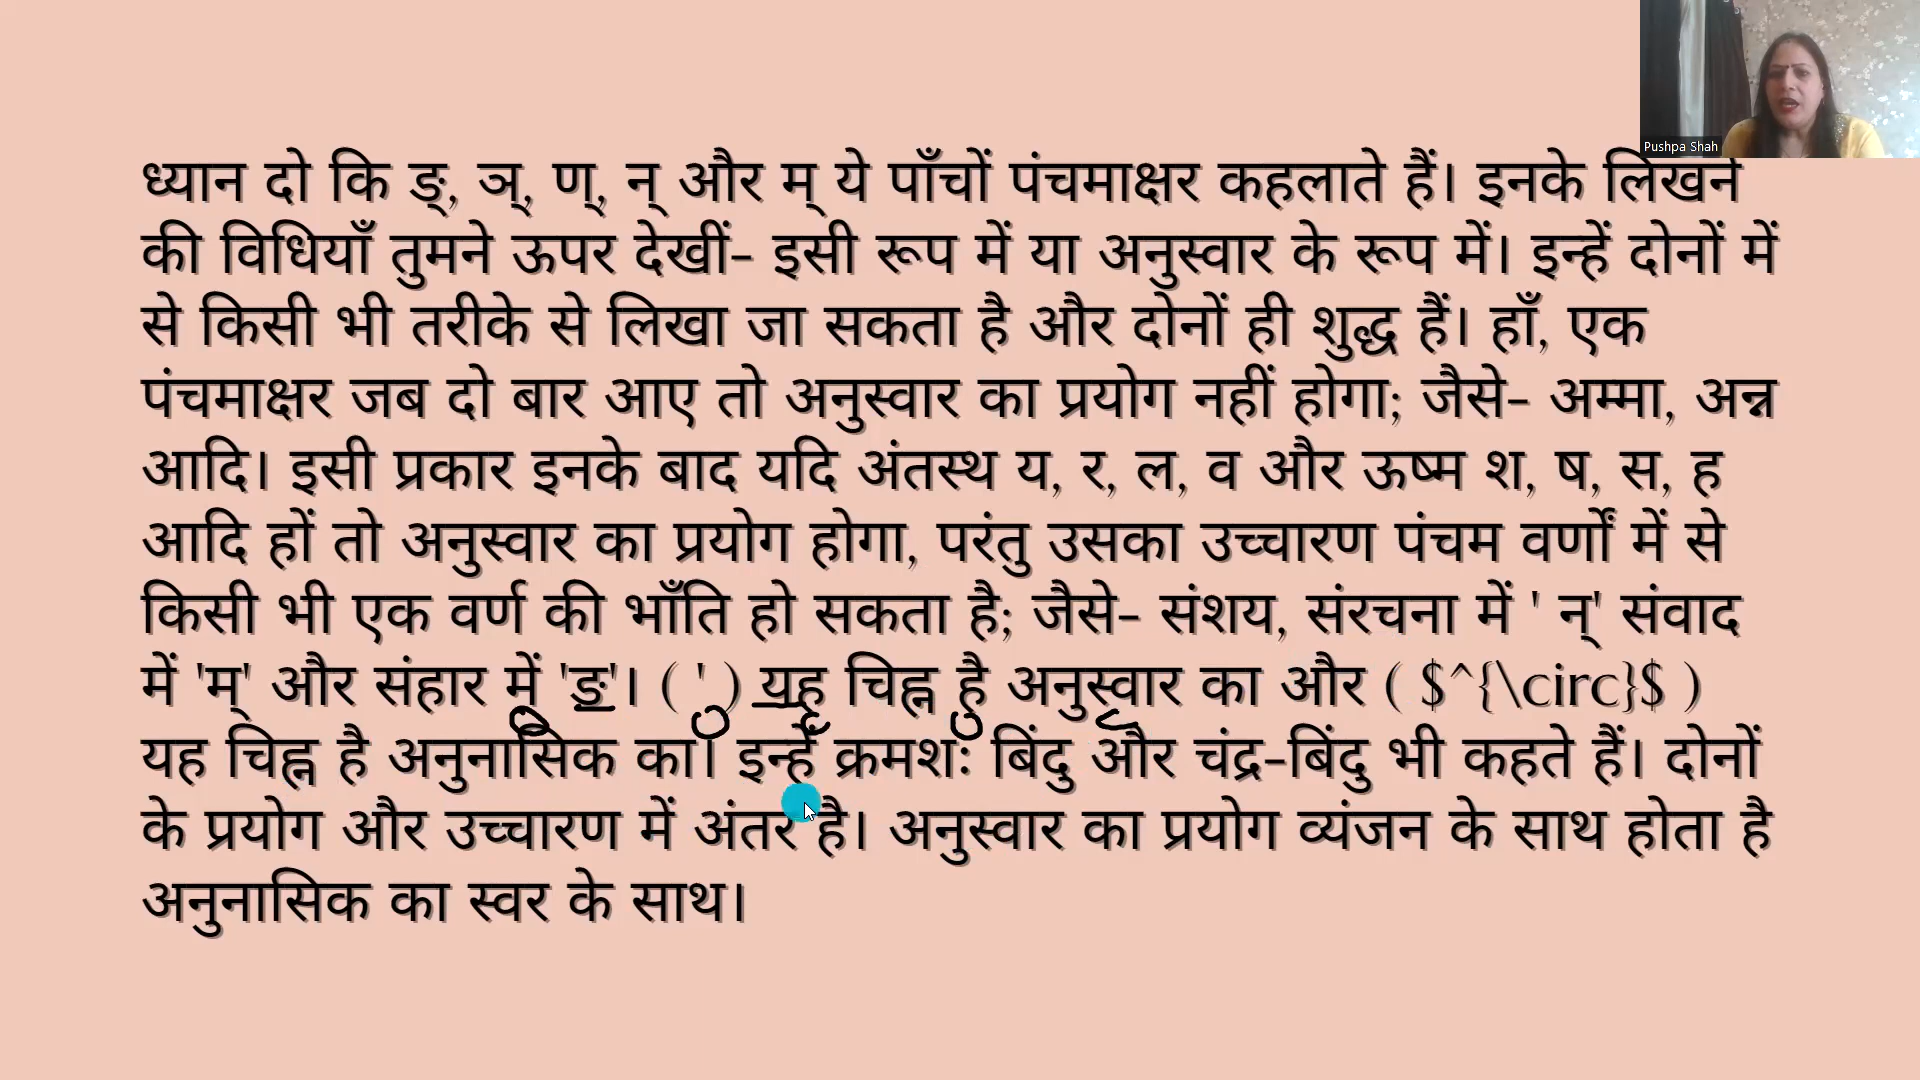 Pushpa Shah
ध्यान दो कि ङ्, ञ्, ण्, न् और म् ये पाँचों पंचमाक्षर कहलाते हैं। इनके लिखने
की विधियाँ तुमने ऊपर देखीं- इसी रूप में या अनुस्वार के रूप में। इन्हें दोनों में
से किसी भी तरीके से लिखा जा सकता है और दोनों ही शुद्ध हैं। हाँ, एक
पंचमाक्षर जब दो बार आए तो अनुस्वार का प्रयोग नहीं होगा; जैसे- अम्मा, अन्न
आदि। इसी प्रकार इनके बाद यदि अंतस्थ य, र, ल, व और ऊष्म श, ष, स, ह
आदि हों तो अनुस्वार का प्रयोग होगा, परंतु उसका उच्चारण पंचम वर्णों में से
किसी भी एक वर्ण की भाँति हो सकता है; जैसे- संशय, संरचना में ' न्' संवाद
में 'म्' और संहार में 'ङ'। ( ' ) यह चिह्न है अनुस्वार का और ( $^{\circ}$ )
यह चिह्न है अनुनासिक का। इन्हें क्रमशः बिंदु और चंद्र-बिंदु भी कहते हैं। दोनों
के प्रयोग और उच्चारण में अंतर है। अनुस्वार का प्रयोग व्यंजन के साथ होता है
अनुनासिक का स्वर के साथ।